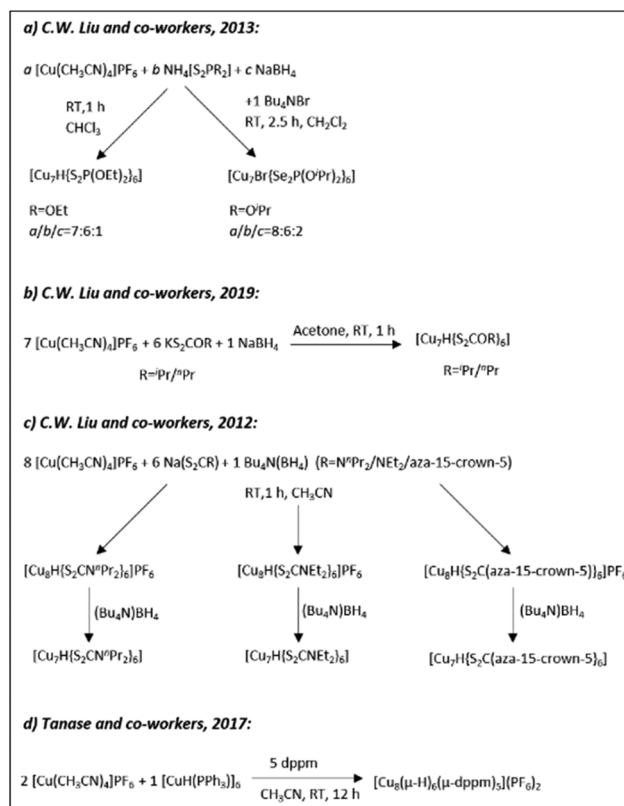 a) C.W. Liu and co-workers, 2013:
a [Cu(CH₃CN)₄]PF₆ + b NH₄[S₂PR₂] + c NaBH₄
RT,1 h
CHCl₃
+1 Bu₄NBr
RT, 2.5 h, CH₂Cl₂
[Cu₇H{S₂P(OEt)₂}₆]
[Cu₇Br{Se₂P(OⁱPr)₂}₆]
R=OEt
R=OⁱPr
a/b/c=7:6:1
a/b/c=8:6:2
b) C.W. Liu and co-workers, 2019:
7 [Cu(CH₃CN)₄]PF₆ + 6 KS₂COR + 1 NaBH₄
Acetone, RT, 1 h
[Cu₇H{S₂COR}₆]
R=ⁱPr/ⁿPr
R=ⁱPr/ⁿPr
c) C.W. Liu and co-workers, 2012:
8 [Cu(CH₃CN)₄]PF₆ + 6 Na(S₂CR) + 1 Bu₄N(BH₄) (R=NⁿPr₂/NEt₂/aza-15-crown-5)
RT,1 h, CH₃CN
[Cu₈H{S₂CNⁿPr₂}₆]PF₆
[Cu₈H{S₂CNEt₂}₆]PF₆
[Cu₈H{S₂C(aza-15-crown-5)}₆]PF₆
(Bu₄N)BH₄
(Bu₄N)BH₄
(Bu₄N)BH₄
[Cu₇H{S₂CNⁿPr₂}₆]
[Cu₇H{S₂CNEt₂}₆]
[Cu₇H{S₂C(aza-15-crown-5}₆]
d) Tanase and co-workers, 2017:
2 [Cu(CH₃CN)₄]PF₆ + 1 [CuH(PPh₃)]₆
5 dppm
CH₃CN, RT, 12 h
[Cu₈(μ-H)₆(μ-dppm)₅](PF₆)₂